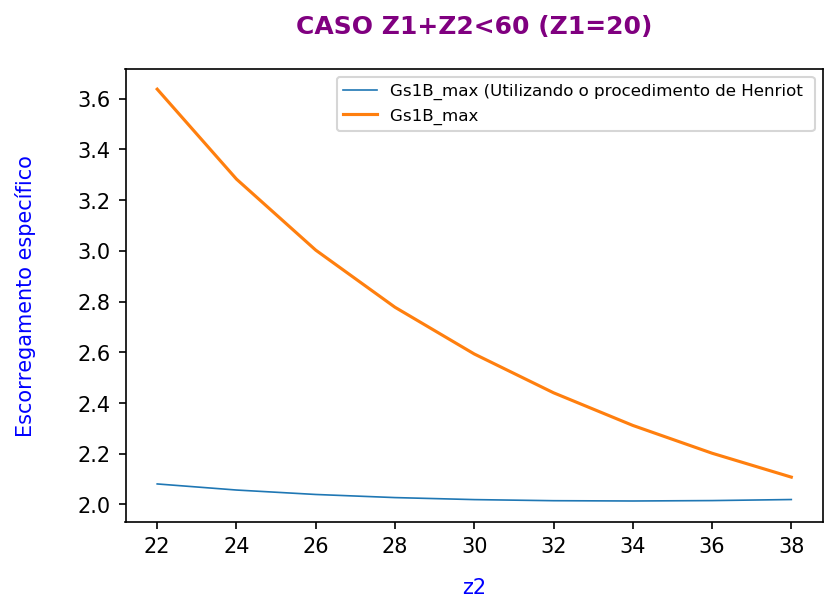 CASO Z1+Z2<60 (Z1=20)
Gs1B_max (Utilizando o procedimento de Henriot
Gs1B_max
Escorregamento específico
3.6
3.4
3.2
3.0
2.8
2.6
2.4
2.2
2.0
22 24 26 28 30 32 34 36 38
z2